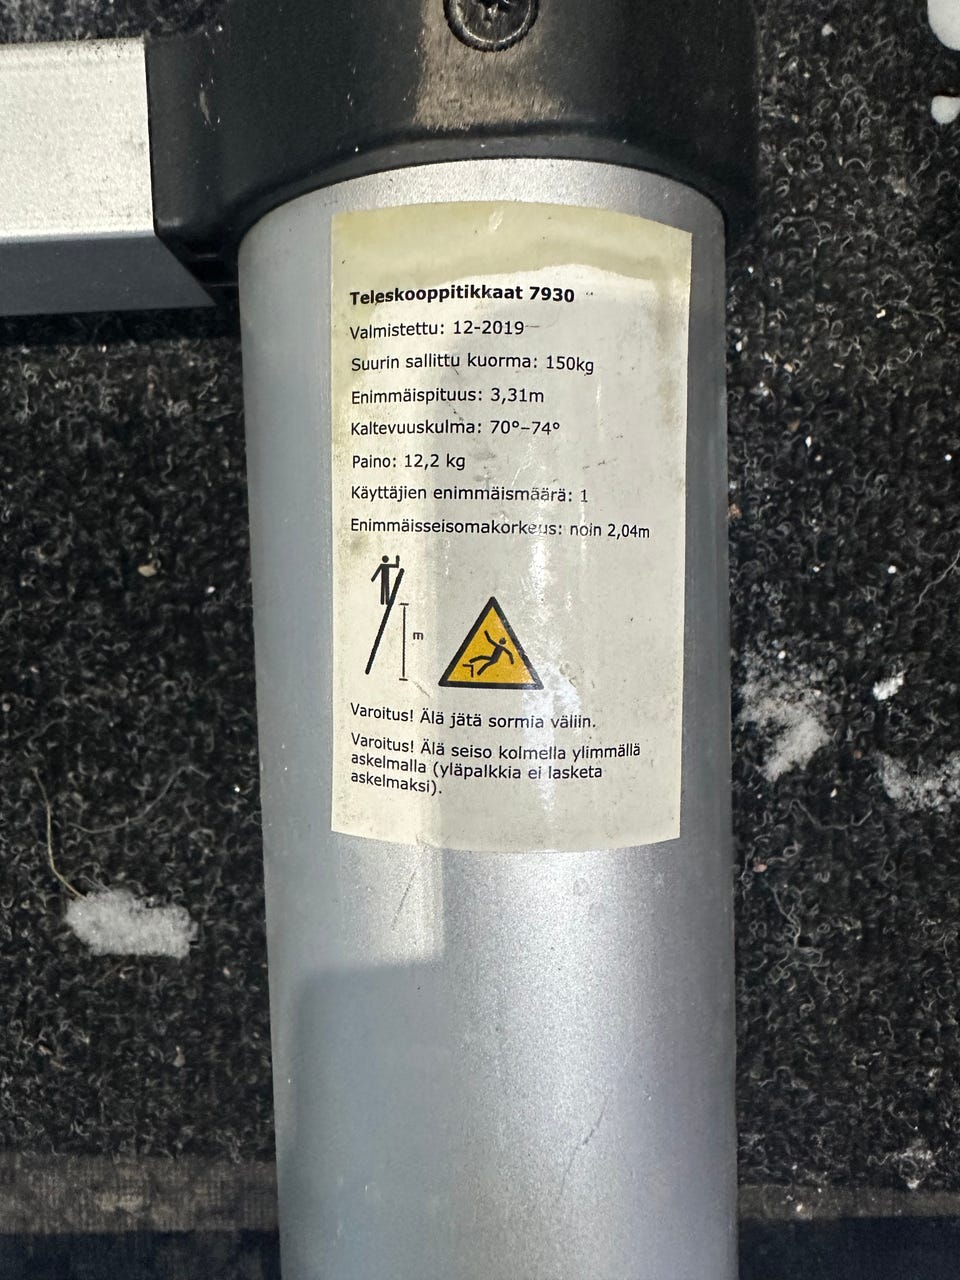 Teleskooppitikkaat 7930
Valmistettu: 12-2019
Suurin sallittu kuorma: 150kg
Enimmäispituus: 3,31m
Kaltevuuskulma: 70°–74°
Paino: 12,2 kg
Käyttäjien enimmäismäärä: 1
Enimmäisseisomakorkeus: noin 2,04m
m
Varoitus! Älä jätä sormia väliin.
Varoitus! Älä seiso kolmella ylimmällä
askelmalla (yläpalkkia ei lasketa
askelmaksi).